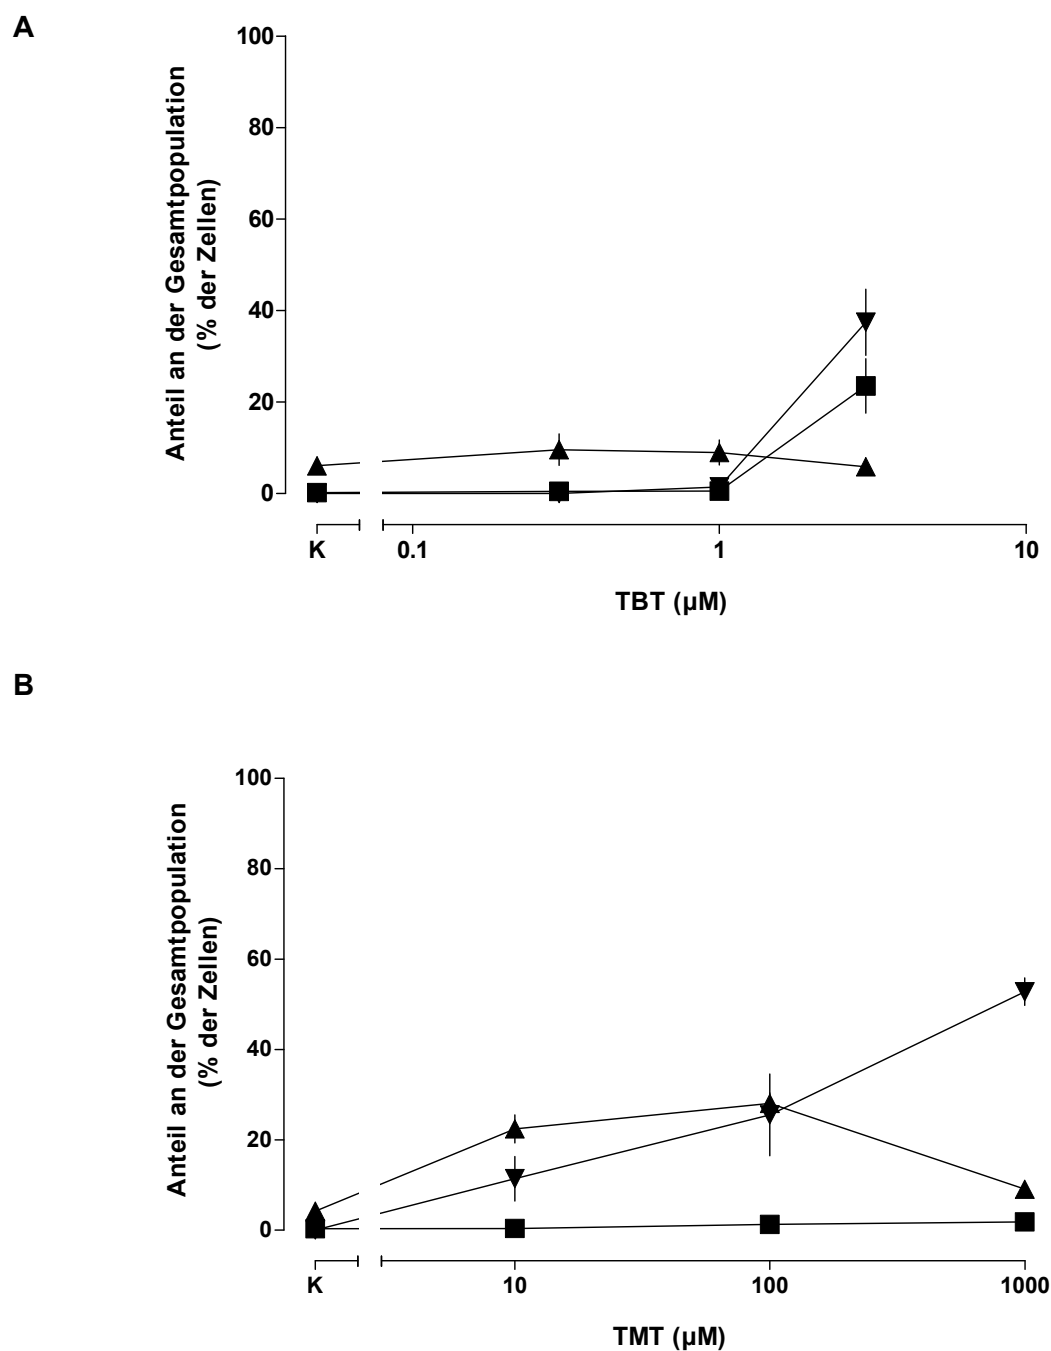 A
Anteil an der Gesamtpopulation
(% der Zellen)
100
80
60
40
20
0
K 0.1 1 10
TBT (µM)
B
Anteil an der Gesamtpopulation
(% der Zellen)
100
80
60
40
20
0
K 10 100 1000
TMT (µM)